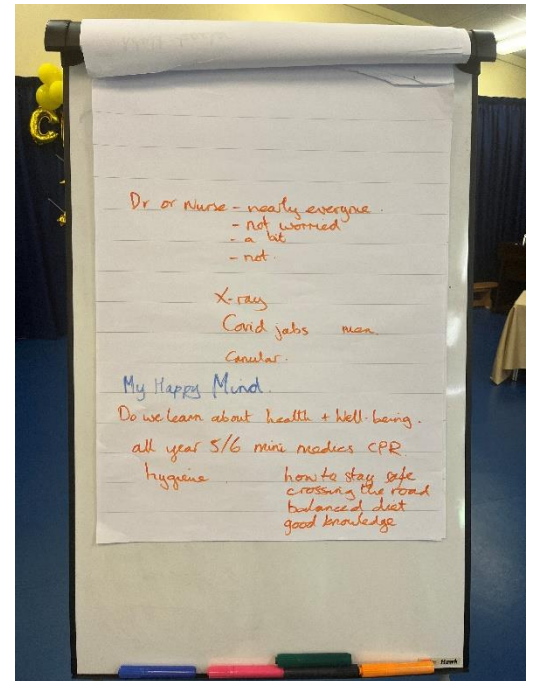 Dr or Nurse - nearly everyone.
- not worried
- a bit
- not.
X-ray
Covid jabs men
Canular.
My Happy Mind.
Do we learn about health + Well-being.
all year 5/6 mini medics CPR
hygiene
how to stay safe
crossing the road
balanced diet
good knowledge
Hawk